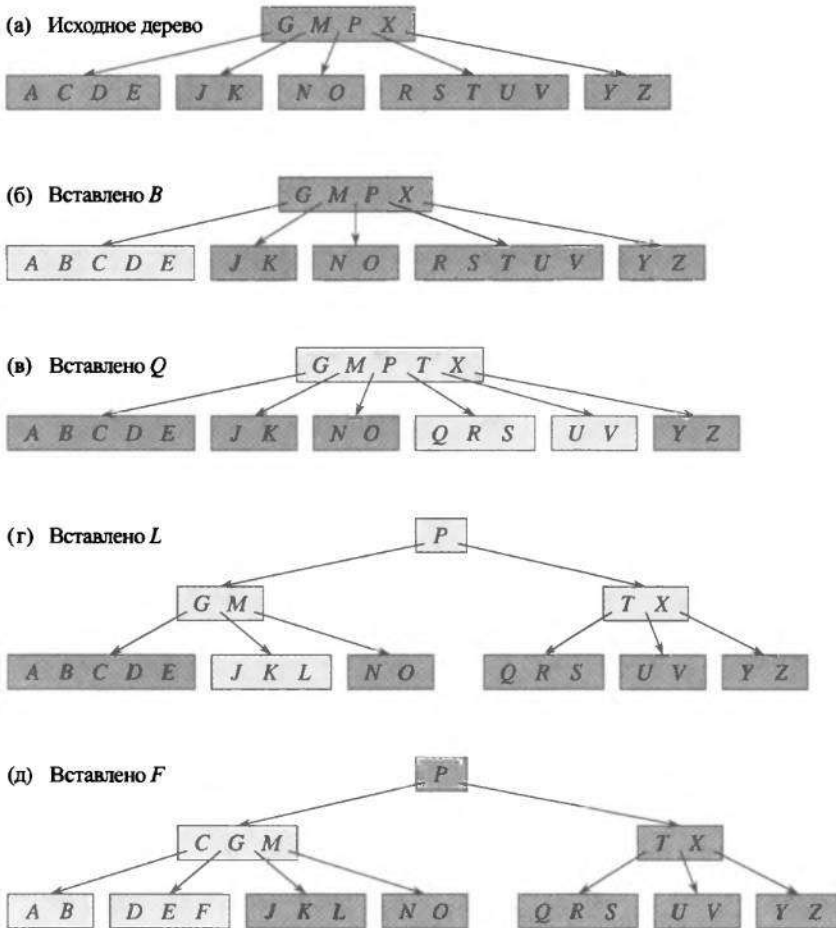 (а) Исходное дерево
G M P X
A C D E J K N O R S T U V Y Z
(б) Вставлено B
G M P X
A B C D E J K N O R S T U V Y Z
(в) Вставлено Q
G M P T X
A B C D E J K N O Q R S U V Y Z
(г) Вставлено L
P
G M T X
A B C D E J K L N O Q R S U V Y Z
(д) Вставлено F
P
C G M T X
A B D E F J K L N O Q R S U V Y Z